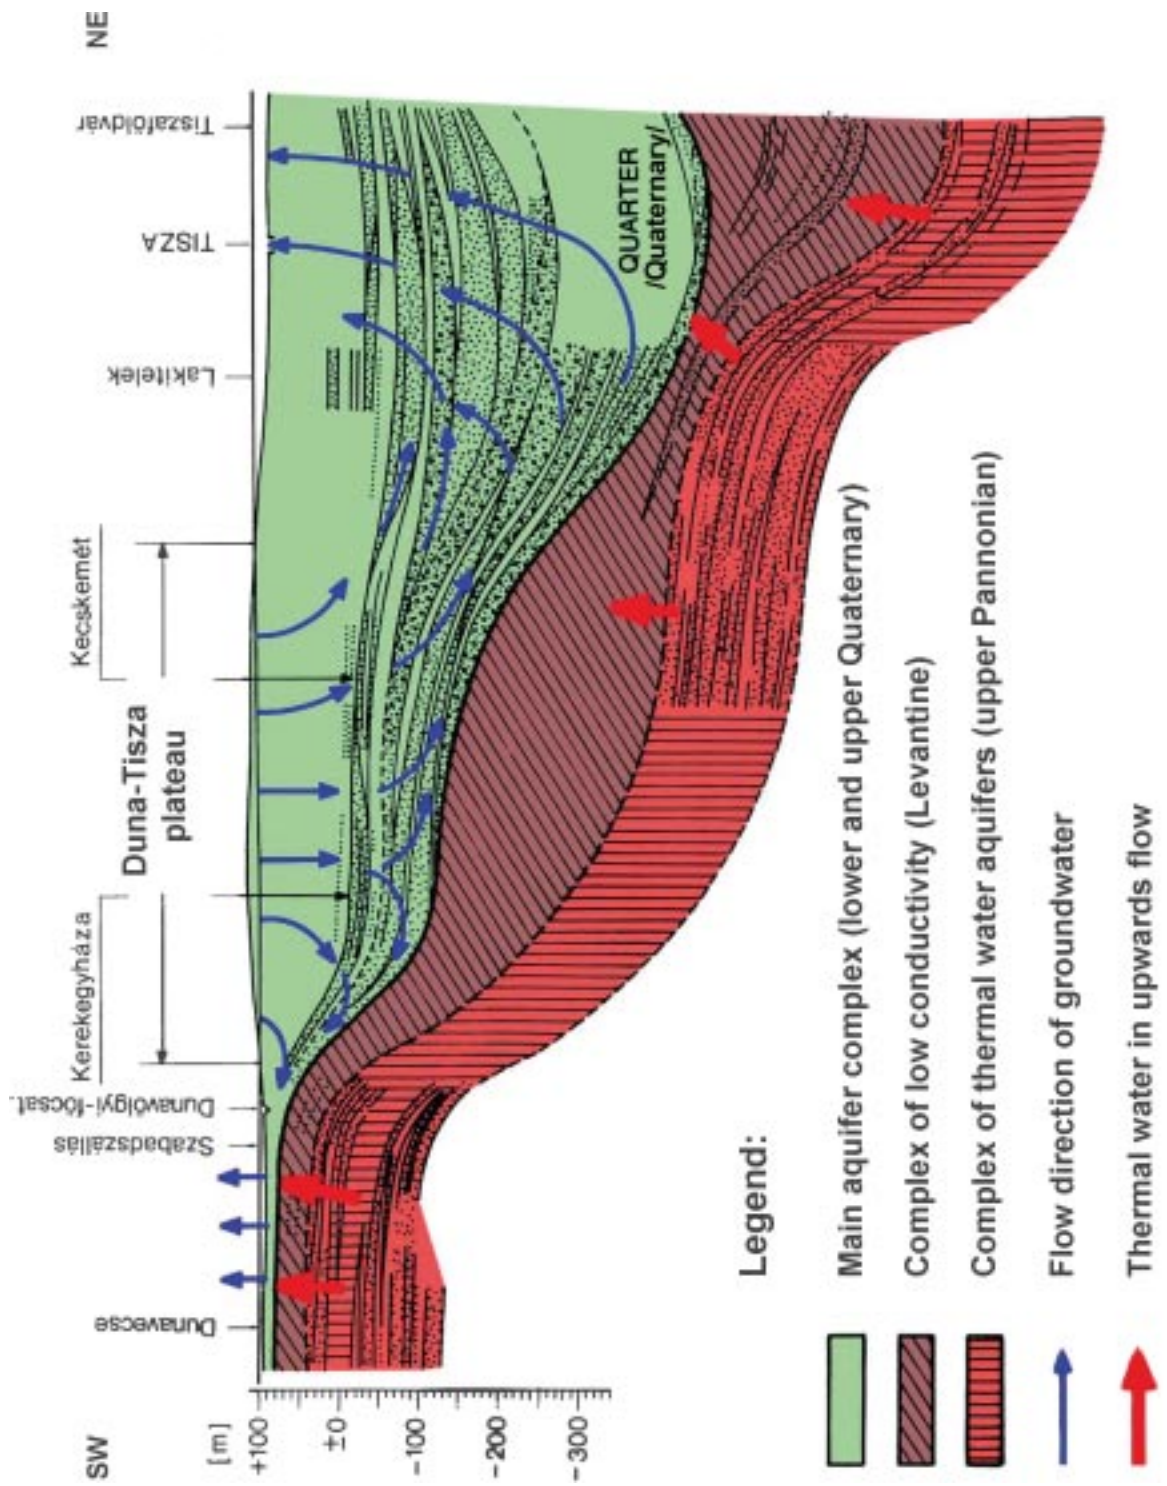 SW
NE
Dunavecse
Szabadszállás
Dunavölgyi-főcsat.
Kerekegyháza
Duna-Tisza
plateau
Kecskemét
Lakitelek
TISZA
Tiszaföldvár
[m]
+100
±0
-100
-200
-300
QUARTER
/Quaternary/
Legend:
Main aquifer complex (lower and upper Quaternary)
Complex of low conductivity (Levantine)
Complex of thermal water aquifers (upper Pannonian)
Flow direction of groundwater
Thermal water in upwards flow